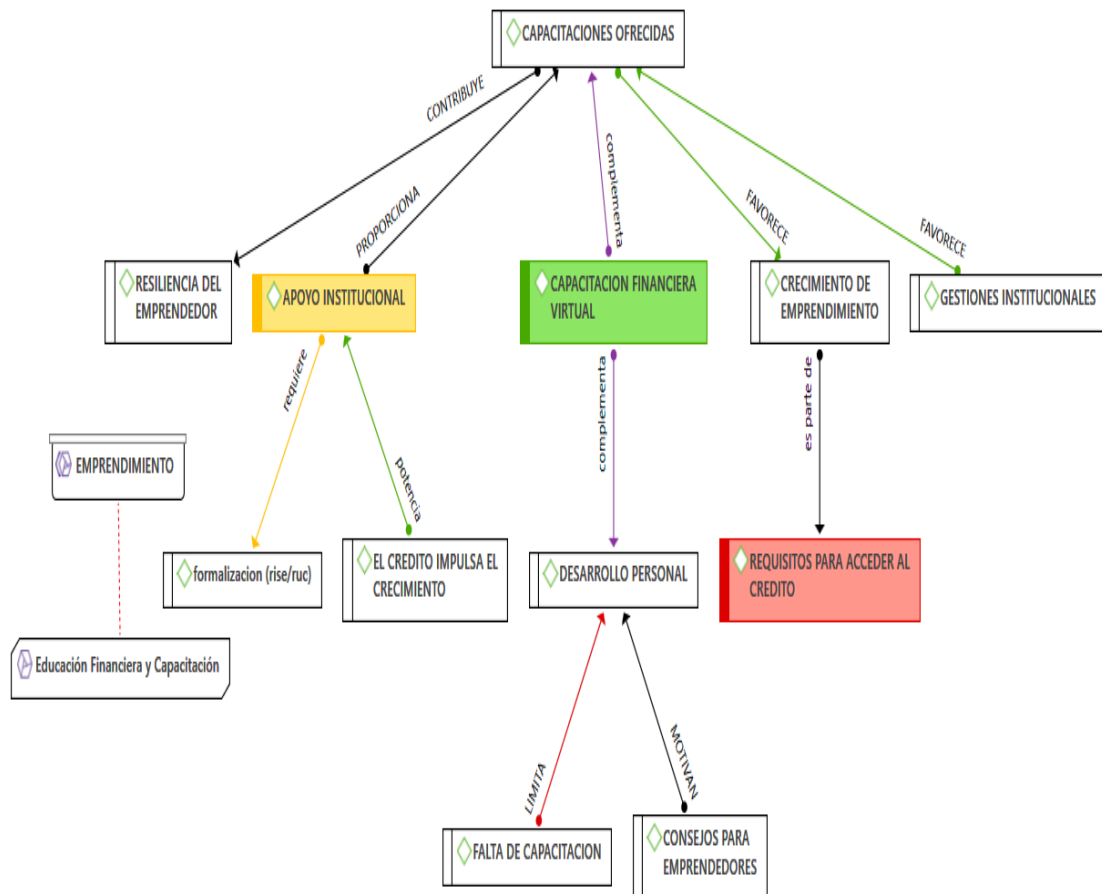 CAPACITACIONES OFRECIDAS
CONTRIBUYE
PROPORCIONA
complementa
FAVORECE
FAVORECE
RESILIENCIA DEL
EMPRENDEDOR
APOYO INSTITUCIONAL
CAPACITACION FINANCIERA
VIRTUAL
CRECIMIENTO DE
EMPRENDIMIENTO
GESTIONES INSTITUCIONALES
requiere
potencia
complementa
es parte de
EMPRENDIMIENTO
formalizacion (rise/ruc)
EL CREDITO IMPULSA EL
CRECIMIENTO
DESARROLLO PERSONAL
REQUISITOS PARA ACCEDER AL
CREDITO
Educación Financiera y Capacitación
LIMITA
MOTIVAN
FALTA DE CAPACITACION
CONSEJOS PARA
EMPRENDEDORES